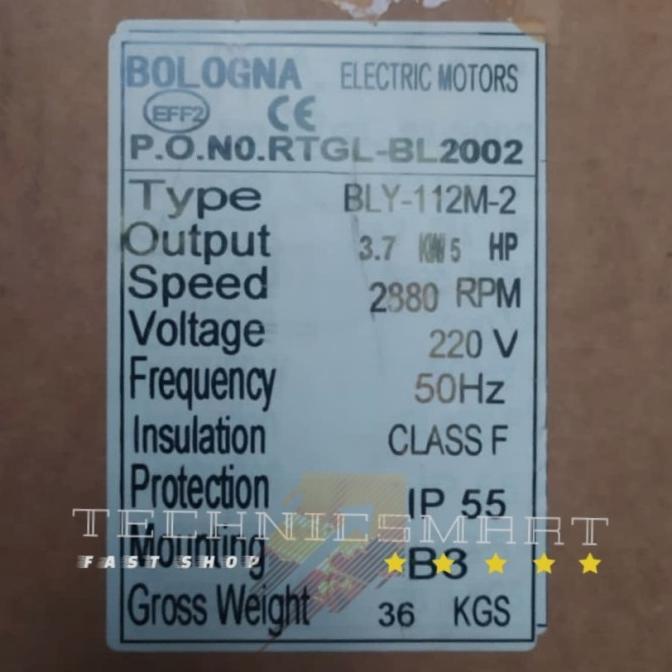 BOLOGNA ELECTRIC MOTORS
EFF2 CE
P.O.NO.RTGL-BL2002
Type BLY-112M-2
Output 3.7 KW 5 HP
Speed 2880 RPM
Voltage 220 V
Frequency 50Hz
Insulation CLASS F
Protection IP 55
TECHNICSMART
Mounting B3
FAST SHOP
Gross Weight 36 KGS